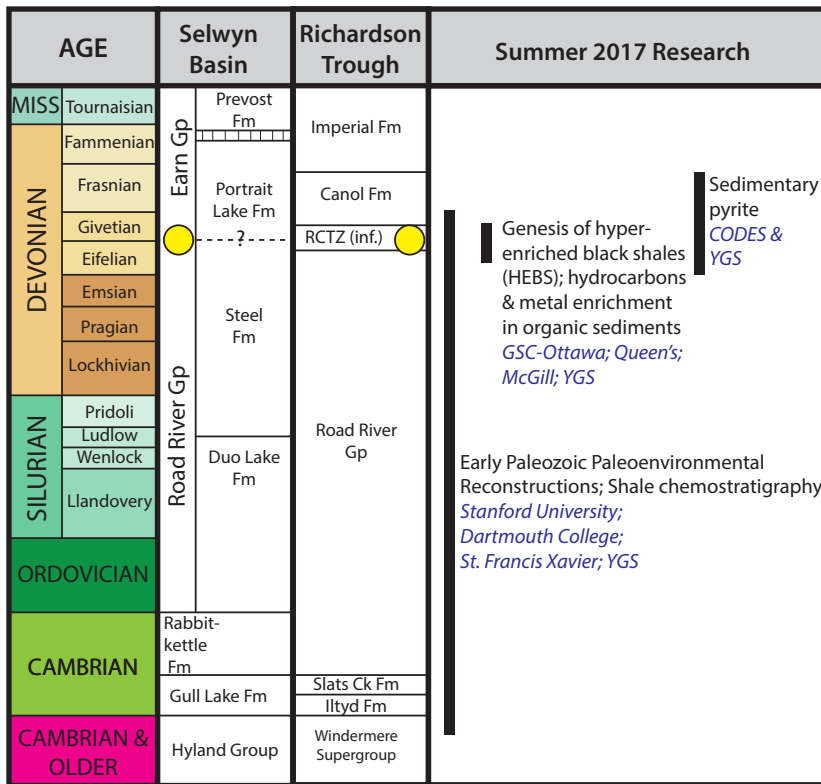 AGE
Selwyn
Basin
Richardson
Trough
Summer 2017 Research
MISS
Tournaisian
DEVONIAN
Fammenian
Frasnian
Givetian
Eifelian
Emsian
Pragian
Lockhivian
SILURIAN
Pridoli
Ludlow
Wenlock
Llandovery
ORDOVICIAN
CAMBRIAN
CAMBRIAN &
OLDER
Earn Gp
Road River Gp
Prevost
Fm
Portrait
Lake Fm
?
Steel
Fm
Duo Lake
Fm
Rabbit-
kettle
Fm
Gull Lake Fm
Hyland Group
Imperial Fm
Canol Fm
RCTZ (inf.)
Road River
Gp
Slats Ck Fm
Iltyd Fm
Windermere
Supergroup
Sedimentary
pyrite
CODES &
YGS
Genesis of hyper-
enriched black shales
(HEBS); hydrocarbons
& metal enrichment
in organic sediments
GSC-Ottawa; Queen's;
McGill; YGS
Early Paleozoic Paleoenvironmental
Reconstructions; Shale chemostratigraphy
Stanford University;
Dartmouth College;
St. Francis Xavier; YGS